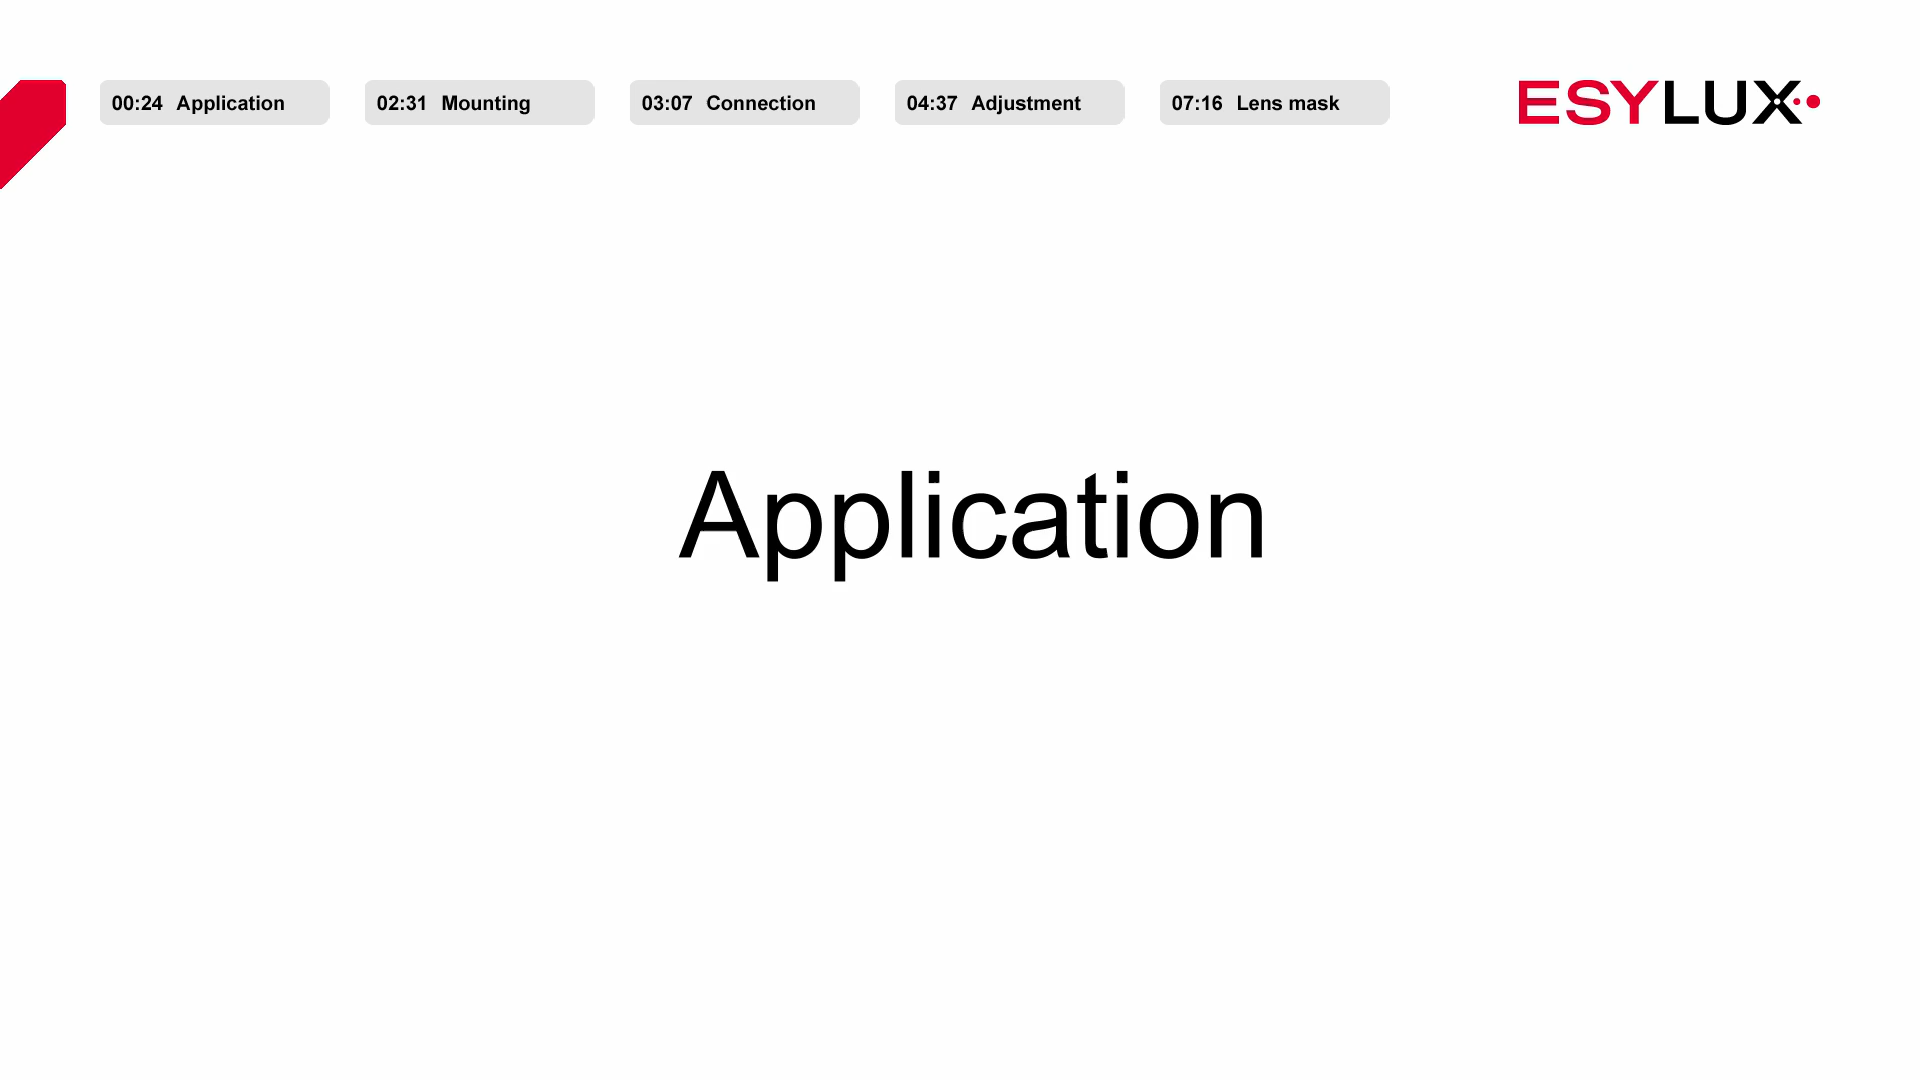 00:24 Application
02:31 Mounting
03:07 Connection
04:37 Adjustment
07:16 Lens mask
ESYLUX
Application